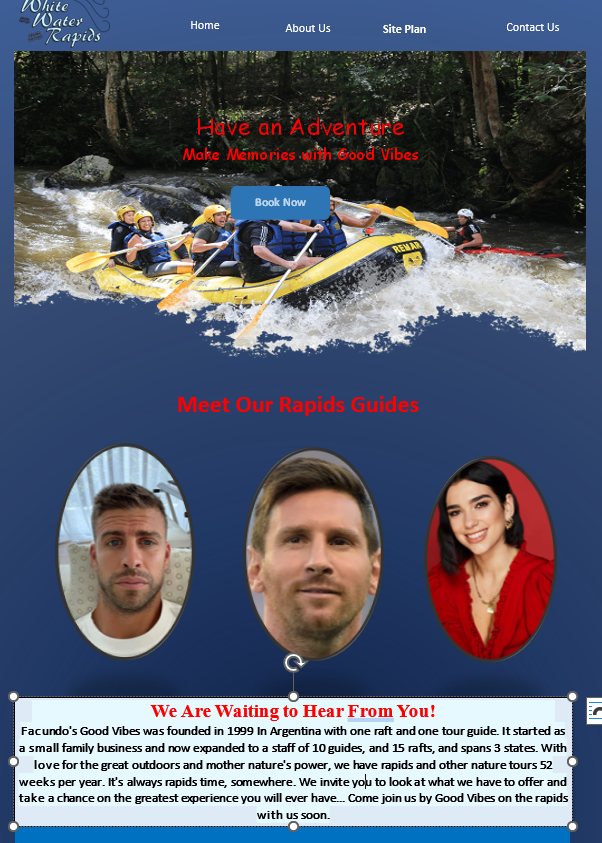 White
Water
Rapids
Home
About Us
Site Plan
Contact Us
Have an Adventure
Make Memories with Good Vibes
Book Now
REMAR
Meet Our Rapids Guides
We Are Waiting to Hear From You!
Facundo's Good Vibes was founded in 1999 In Argentina with one raft and one tour guide. It started as
a small family business and now expanded to a staff of 10 guides, and 15 rafts, and spans 3 states. With
love for the great outdoors and mother nature's power, we have rapids and other nature tours 52
weeks per year. It's always rapids time, somewhere. We invite you to look at what we have to offer and
take a chance on the greatest experience you will ever have... Come join us by Good Vibes on the rapids
with us soon.